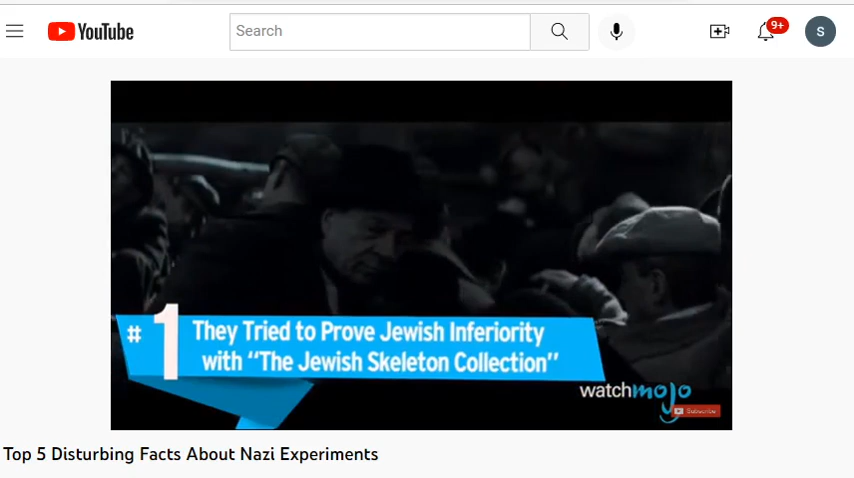 YouTube
Search
9+
S
# 1 They Tried to Prove Jewish Inferiority
with “The Jewish Skeleton Collection”
watchmojo
Subscribe
Top 5 Disturbing Facts About Nazi Experiments